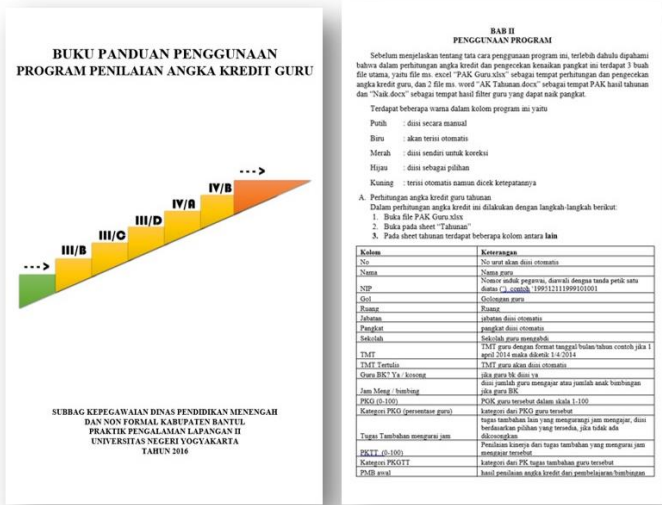 BUKU PANDUAN PENGGUNAAN
PROGRAM PENILAIAN ANGKA KREDIT GURU
--->
III/B
III/C
III/D
IV/A
IV/B
--->
SUBBAG KEPEGAWAIAN DINAS PENDIDIKAN MENENGAH
DAN NON FORMAL KABUPATEN BANTUL
PRAKTIK PENGALAMAN LAPANGAN II
UNIVERSITAS NEGERI YOGYAKARTA
TAHUN 2016
BAB II
PENGGUNAAN PROGRAM
Sebelum menjelaskan tentang tata cara penggunaan program ini, terlebih dahulu dipahami
bahwa dalam perhitungan angka kredit dan pengecekan kenaikan pangkat ini terdapat 3 buah
file utama, yaitu file ms. excel "PAK Guru.xlsx" sebagai tempat perhitungan dan pengecekan
angka kredit guru, dan 2 file ms. word "AK Tahunan.docx" sebagai tempat PAK hasil tahunan
dan "Naik.docx" sebagai tempat hasil filter guru yang dapat naik pangkat.
Terdapat beberapa warna dalam kolom program ini yaitu
Putih : diisi secara manual
Biru : akan terisi otomatis
Merah : diisi sendiri untuk koreksi
Hijau : diisi sebagai pilihan
Kuning : terisi otomatis namun dicek ketepatannya
A. Perhitungan angka kredit guru tahunan
Dalam perhitungan angka kredit ini dilakukan dengan langkah-langkah berikut:
1. Buka file PAK Guru.xlsx
2. Buka pada sheet "Tahunan"
3. Pada sheet tahunan terdapat beberapa kolom antara lain
Kolom Keterangan
No No urut akan diisi otomatis
Nama Nama guru
NIP Nomor induk pegawai, diawali dengna tanda petik satu
diatas ('), contoh '199512111999101001
Gol Golongan guru
Ruang Ruang
Jabatan jabatan diisi otomatis
Pangkat pangkat diisi otomatis
Sekolah Sekolah guru mengabdi
TMT TMT guru dengan format tanggal/bulan/tahun contoh jika 1
april 2014 maka diketik 1/4/2014
TMT Tertulis TMT guru akan diisi otomatis
Guru BK? Ya / kosong jika guru bk diisi ya
Jam Meng / bimbing diisi jumlah guru mengajar atau jumlah anak bimbingan
jika guru BK
PKG (0-100) PGK guru tersebut dalam skala 1-100
Kategori PKG (persentase guru) kategori dari PKG guru tersebut
Tugas Tambahan mengurai jam tugas tambahan lain yang mengurangi jam mengajar, diisi
berdasarkan pilihan yang tersedia, jika tidak ada
dikosongkan
PKTT (0-100) Penilaian kinerja dari tugas tambahan yang mengurai jam
mengajar tersebut
Kategori PKGTT kategori dari PK tugas tambahan guru tersebut
PMB awal hasil penilaian angka kredit dari pembelajaran/bimbingan